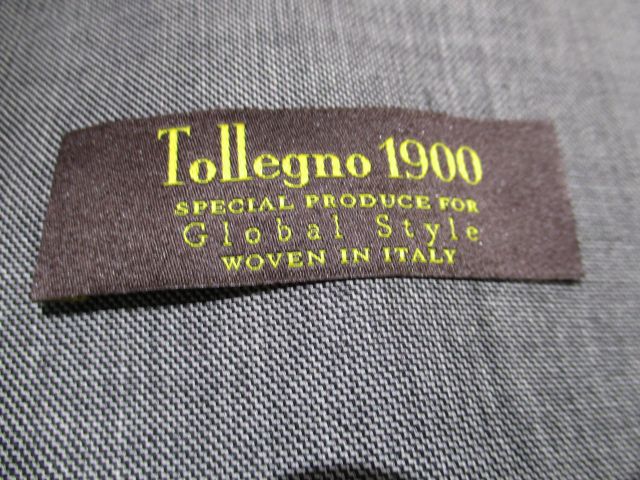 Tollegno 1900
SPECIAL PRODUCE FOR
Global Style
WOVEN IN ITALY